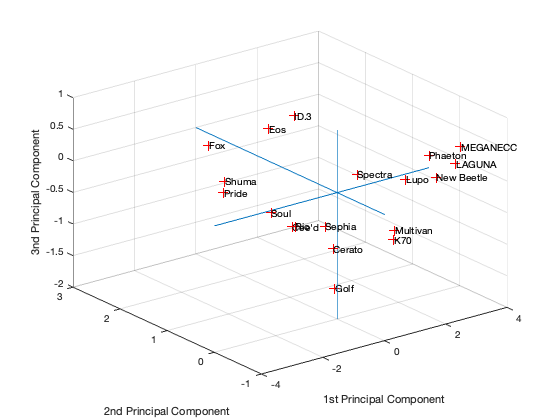 1
0.5
0
-0.5
-1
-1.5
-2
3nd Principal Component
ID.3
Eos
Fox
MEGANECC
Phaeton
LAGUNA
Spectra
Lupo
New Beetle
Shuma
Pride
Soul
Sephia
Multivan
K70
Cerato
Golf
3
2
1
0
-1
2nd Principal Component
-4
-2
0
2
4
1st Principal Component